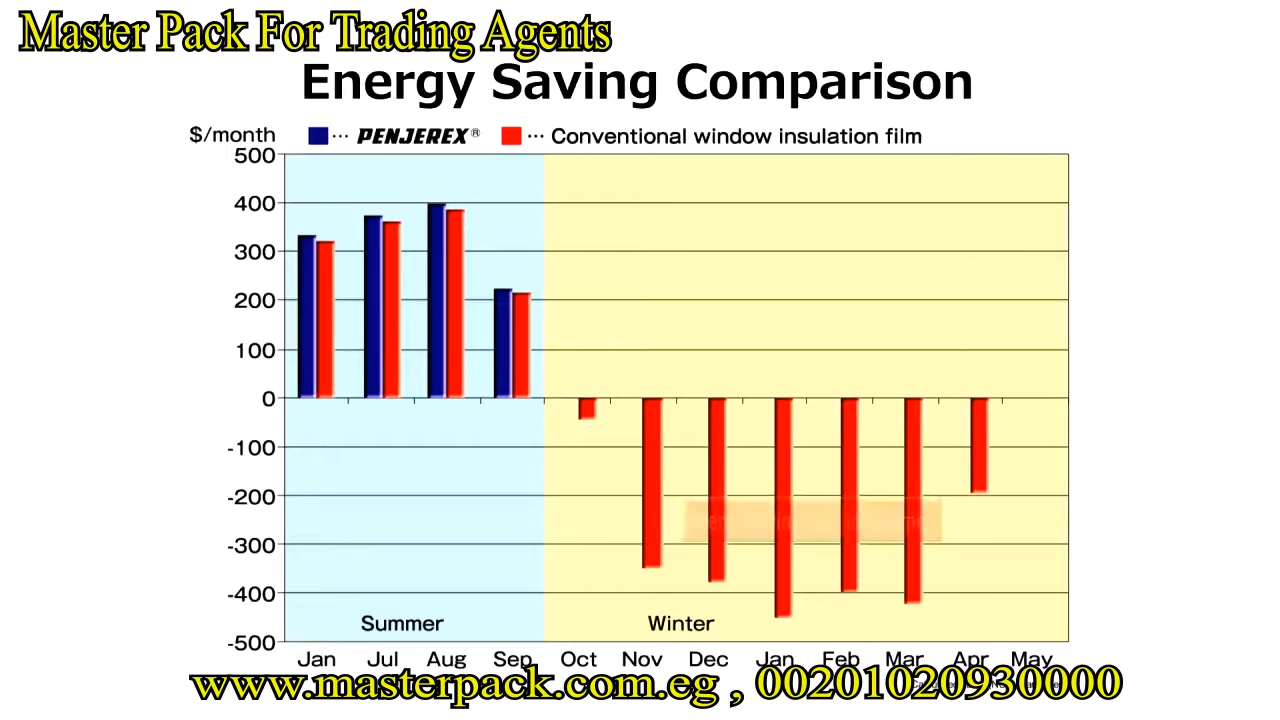 Master Pack For Trading Agents
Energy Saving Comparison
$/month ··· PENJEREX® ··· Conventional window insulation film
500
400
300
200
100
0
-100
-200
-300
-400
-500
Summer Winter
Jan Jul Aug Sep Oct Nov Dec Jan Feb Mar Apr May
www.masterpack.com.eg , 00201020930000